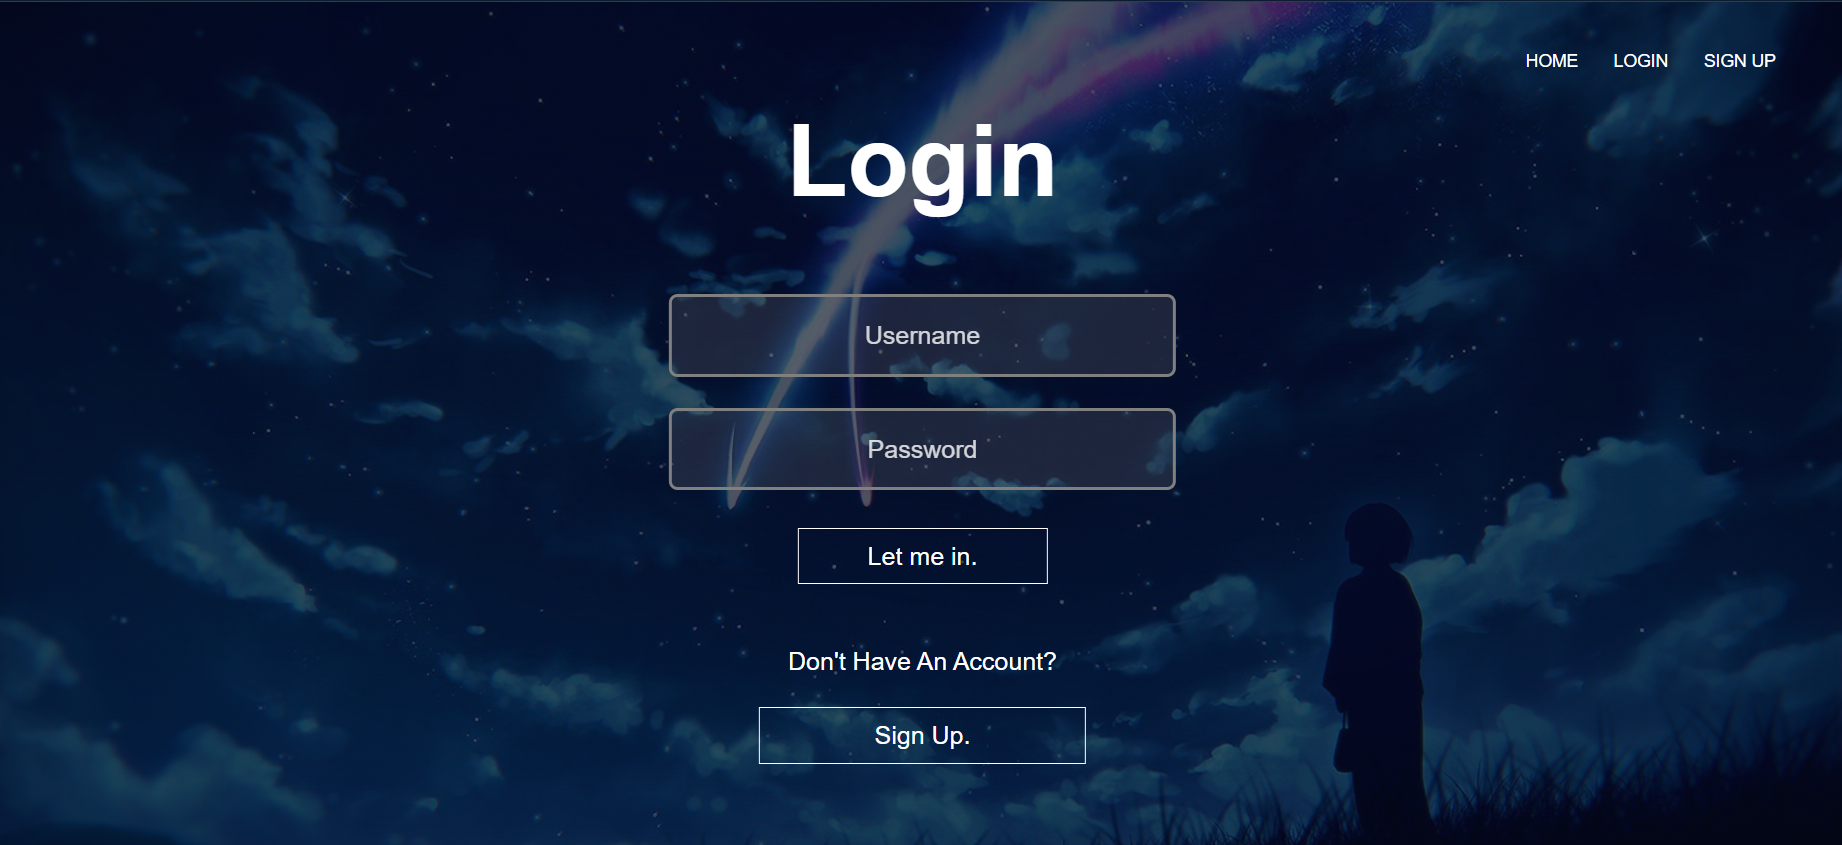 HOME LOGIN SIGN UP
Login
Username
Password
Let me in.
Don't Have An Account?
Sign Up.